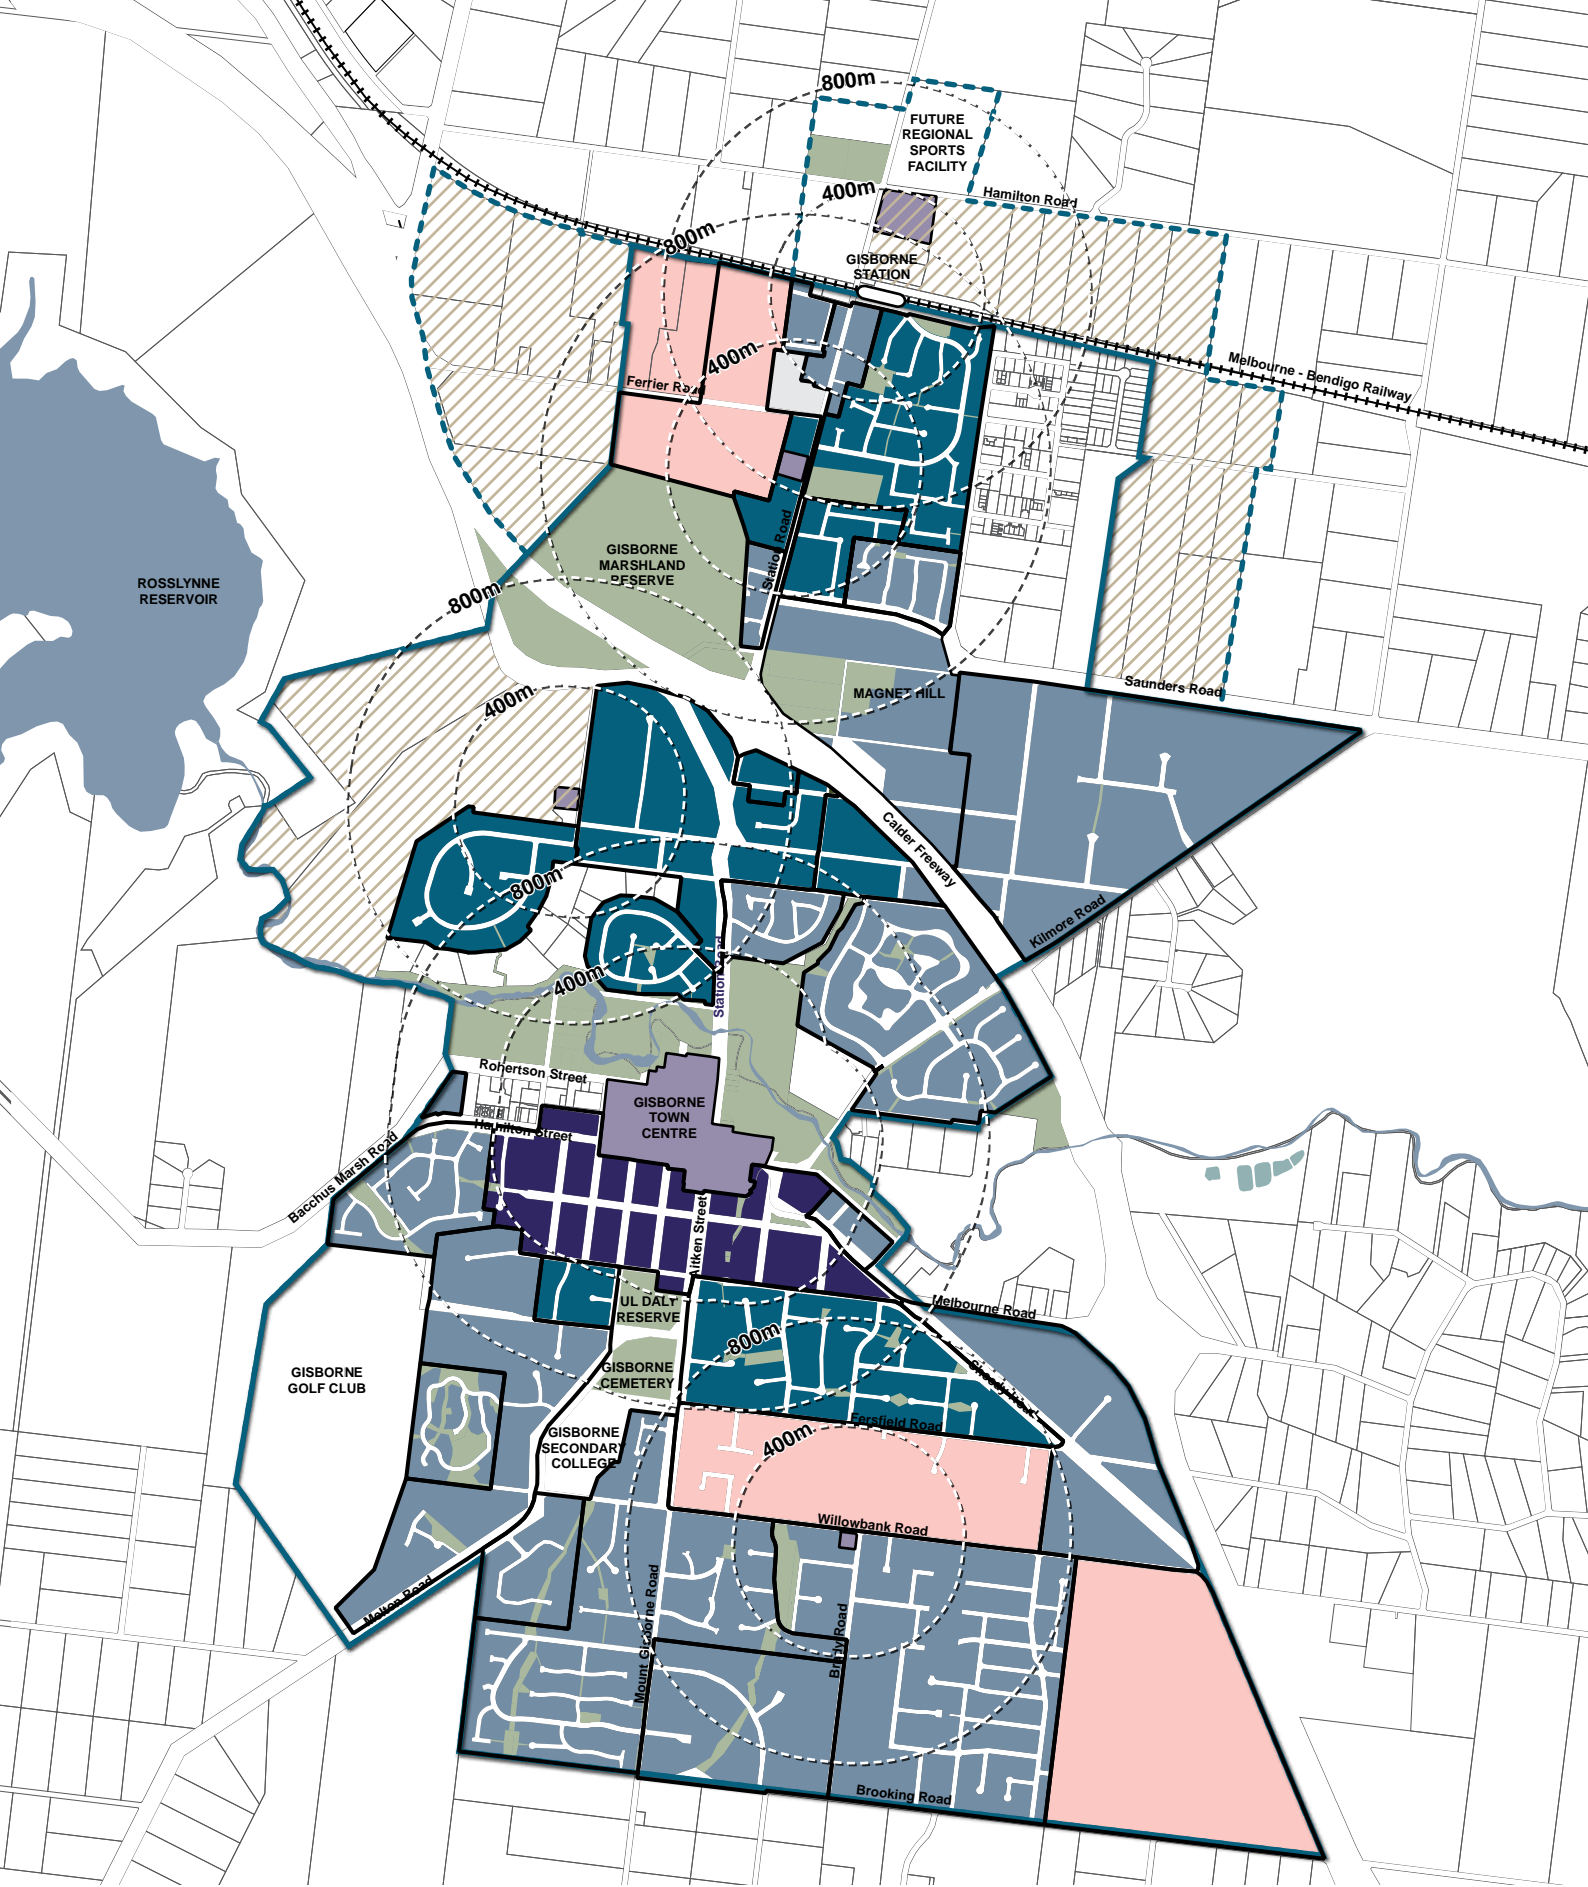 800m
FUTURE
REGIONAL
SPORTS
FACILITY
400m
Hamilton Road
800m
GISBORNE
STATION
Melbourne - Bendigo Railway
400m
Ferrier Road
GISBORNE
MARSHLAND
RESERVE
Station Road
ROSSLYNNE
RESERVOIR
800m
400m
MAGNET HILL
Saunders Road
Calder Freeway
800m
Kilmore Road
400m
Station Road
Robertson Street
GISBORNE
TOWN
CENTRE
Hamilton Street
Bacchus Marsh Road
Aitken Street
UL DALY
RESERVE
Melbourne Road
800m
GISBORNE
GOLF CLUB
GISBORNE
CEMETERY
Sheedy Road
Fersfield Road
GISBORNE
SECONDARY
COLLEGE
400m
Willowbank Road
Melton Road
Mount Gisborne Road
Brady Road
Brooking Road